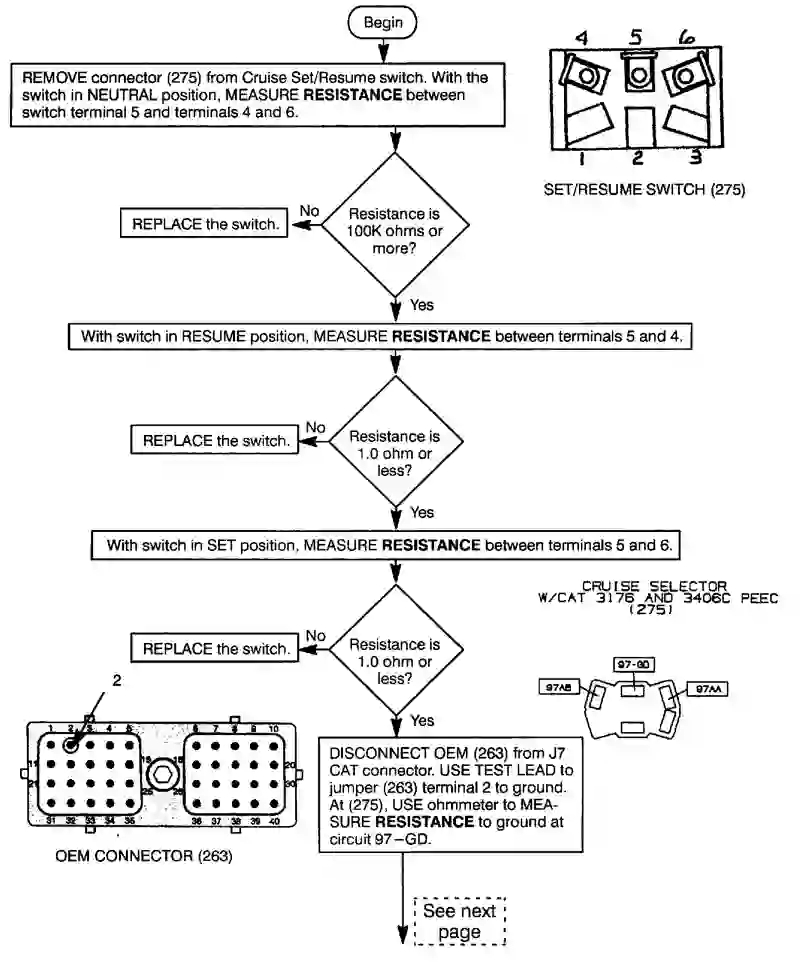 Begin
REMOVE connector (275) from Cruise Set/Resume switch. With the
switch in NEUTRAL position, MEASURE RESISTANCE between
switch terminal 5 and terminals 4 and 6.
4 5 6
1 2 3
SET/RESUME SWITCH (275)
Resistance is
100K ohms or
more?
No
REPLACE the switch.
Yes
With switch in RESUME position, MEASURE RESISTANCE between terminals 5 and 4.
Resistance is
1.0 ohm or
less?
No
REPLACE the switch.
Yes
With switch in SET position, MEASURE RESISTANCE between terminals 5 and 6.
Resistance is
1.0 ohm or
less?
No
REPLACE the switch.
Yes
CRUISE SELECTOR
W/CAT 3176 AND 3406C PEEC
(275)
97-GD
97AB
97AA
2
1 2 3 4 5
6 7 8 9 10
11 15 15 20
21 25 25 30
31 32 33 34 35
36 37 38 39 40
OEM CONNECTOR (263)
DISCONNECT OEM (263) from J7
CAT connector. USE TEST LEAD to
jumper (263) terminal 2 to ground.
At (275), USE ohmmeter to MEA-
SURE RESISTANCE to ground at
circuit 97-GD.
See next
page